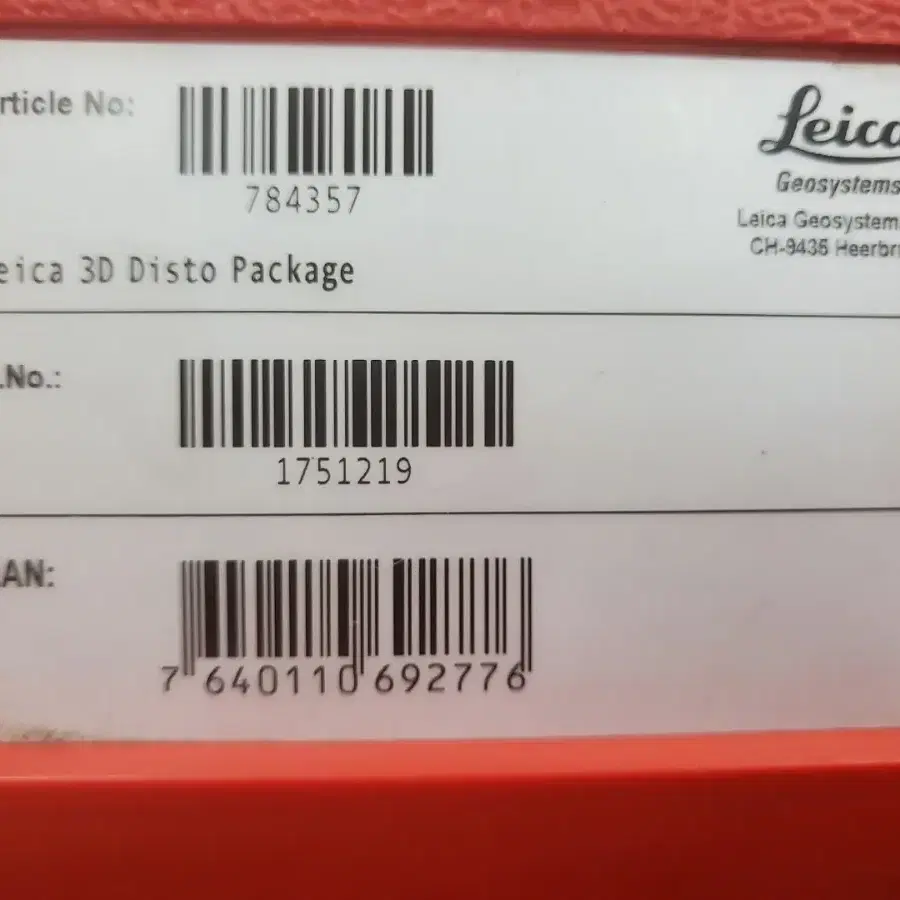 rticle No:
784357
eica 3D Disto Package
Leica
Geosystems
Leica Geosystems
CH-9435 Heerbr
.No.:
1751219
AN:
7 640110 692776